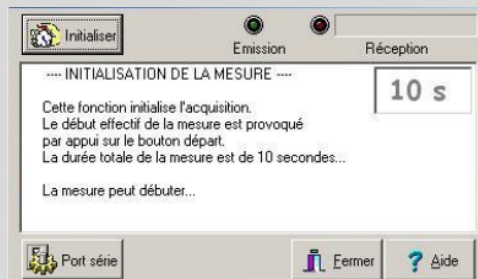 Initialiser
Emission
Réception
---- INITIALISATION DE LA MESURE ----
10 s
Cette fonction initialise l'acquisition.
Le début effectif de la mesure est provoqué
par appui sur le bouton départ.
La durée totale de la mesure est de 10 secondes...
La mesure peut débuter...
Port série
Fermer
Aide